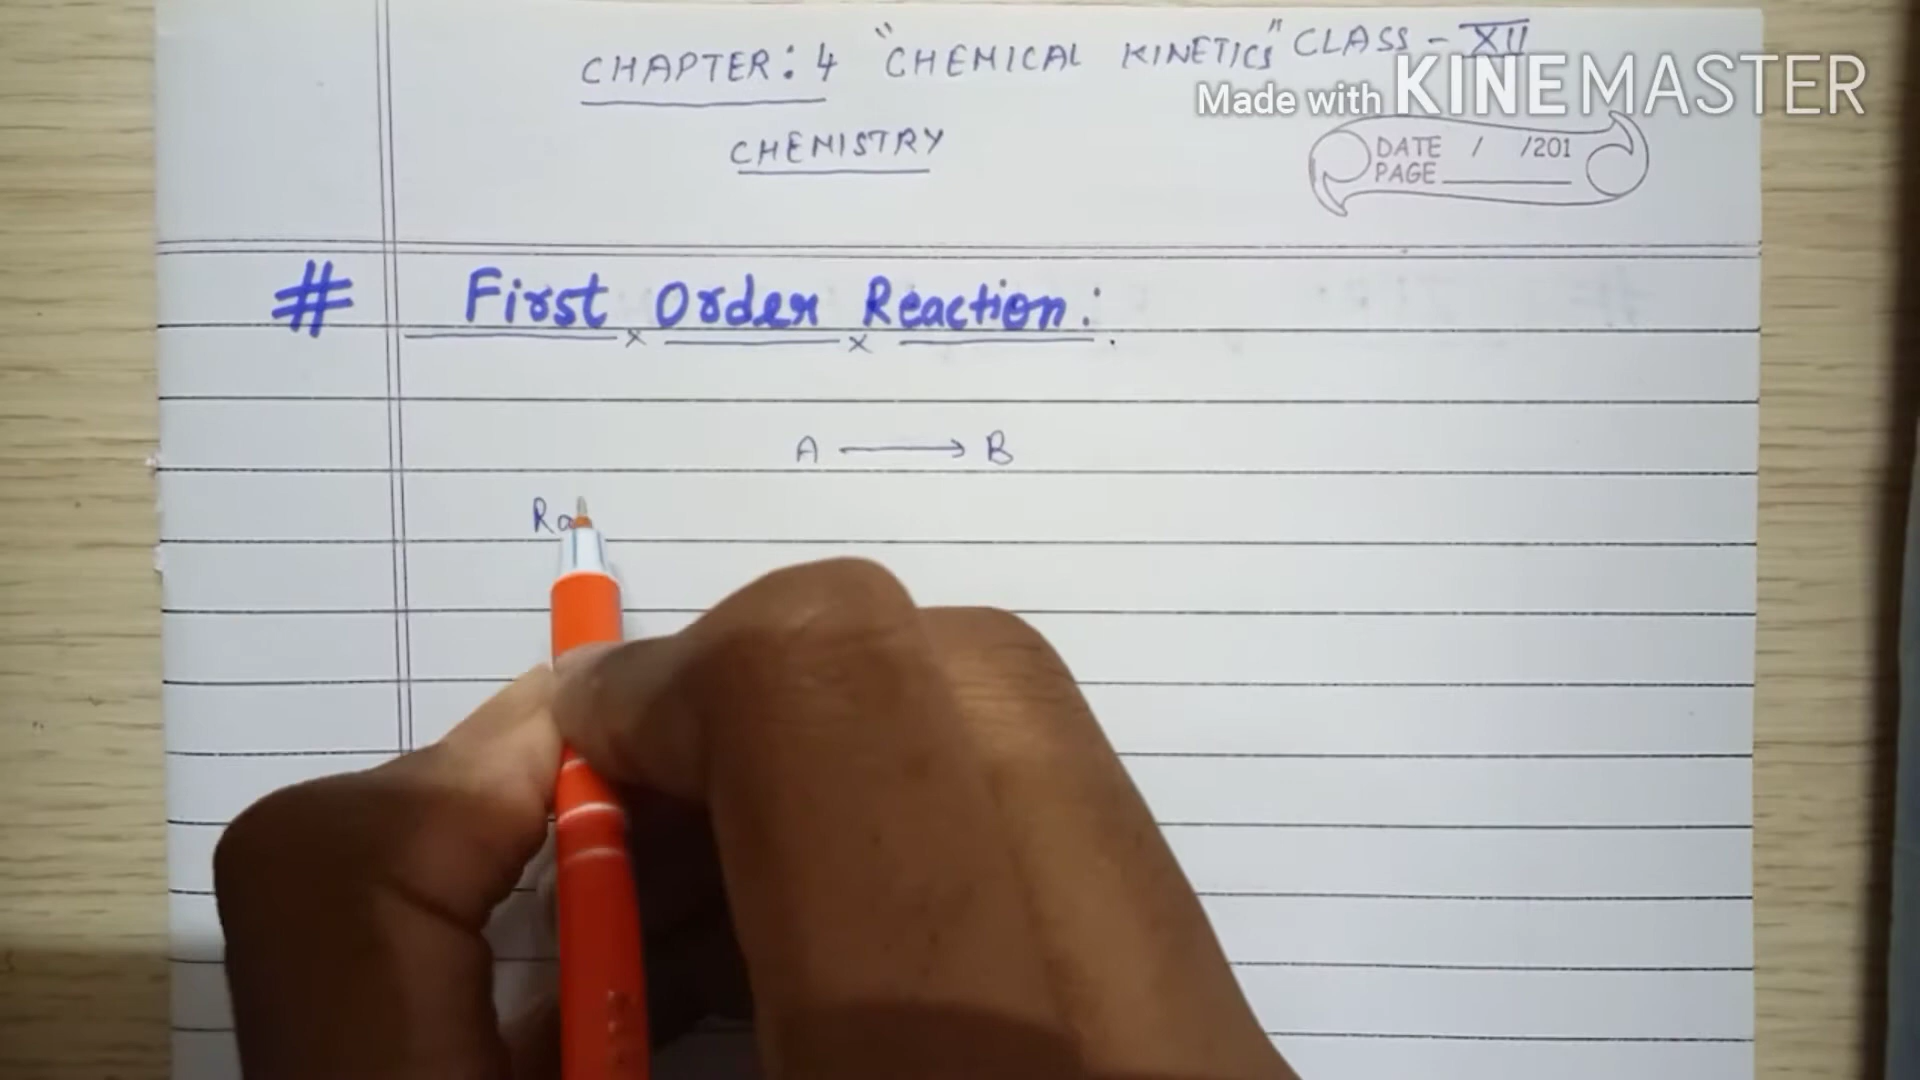 CHAPTER: 4 "CHEMICAL KINETICS" CLASS - XII
Made with KINEMASTER
CHEMISTRY
DATE / /201
PAGE
# First Order Reaction:
A → B
Ra